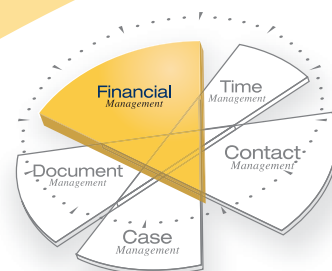 Financial
Management
Time
Management
Contact
Management
Document
Management
Case
Management